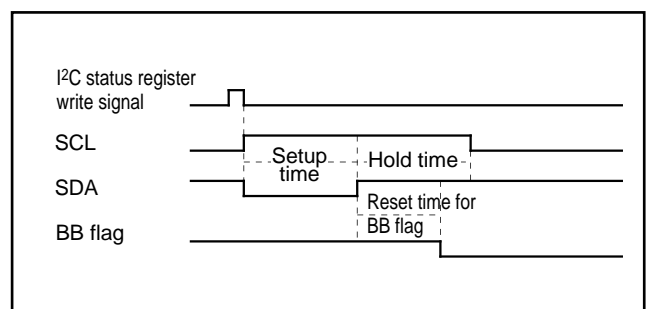 I²C status register
write signal
SCL
Setup
time
Hold time
SDA
Reset time for
BB flag
BB flag